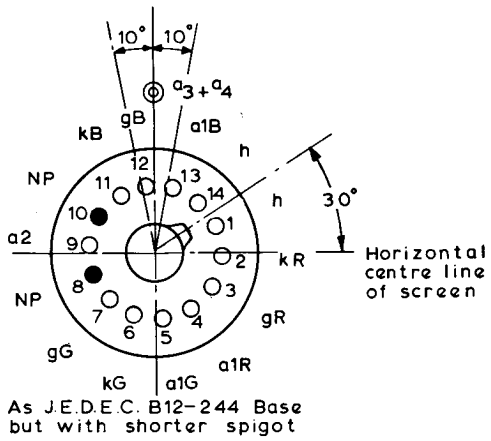 10° 10°
a3 + a4
gB
kB
a1B
h
NP
12
13
11
14
30°
10
1
h
a2
9
2
kR
Horizontal
centre line
of screen
8
3
NP
7
4
gR
6
5
gG
a1R
kG
a1G
As J.E.D.E.C. B12-244 Base
but with shorter spigot